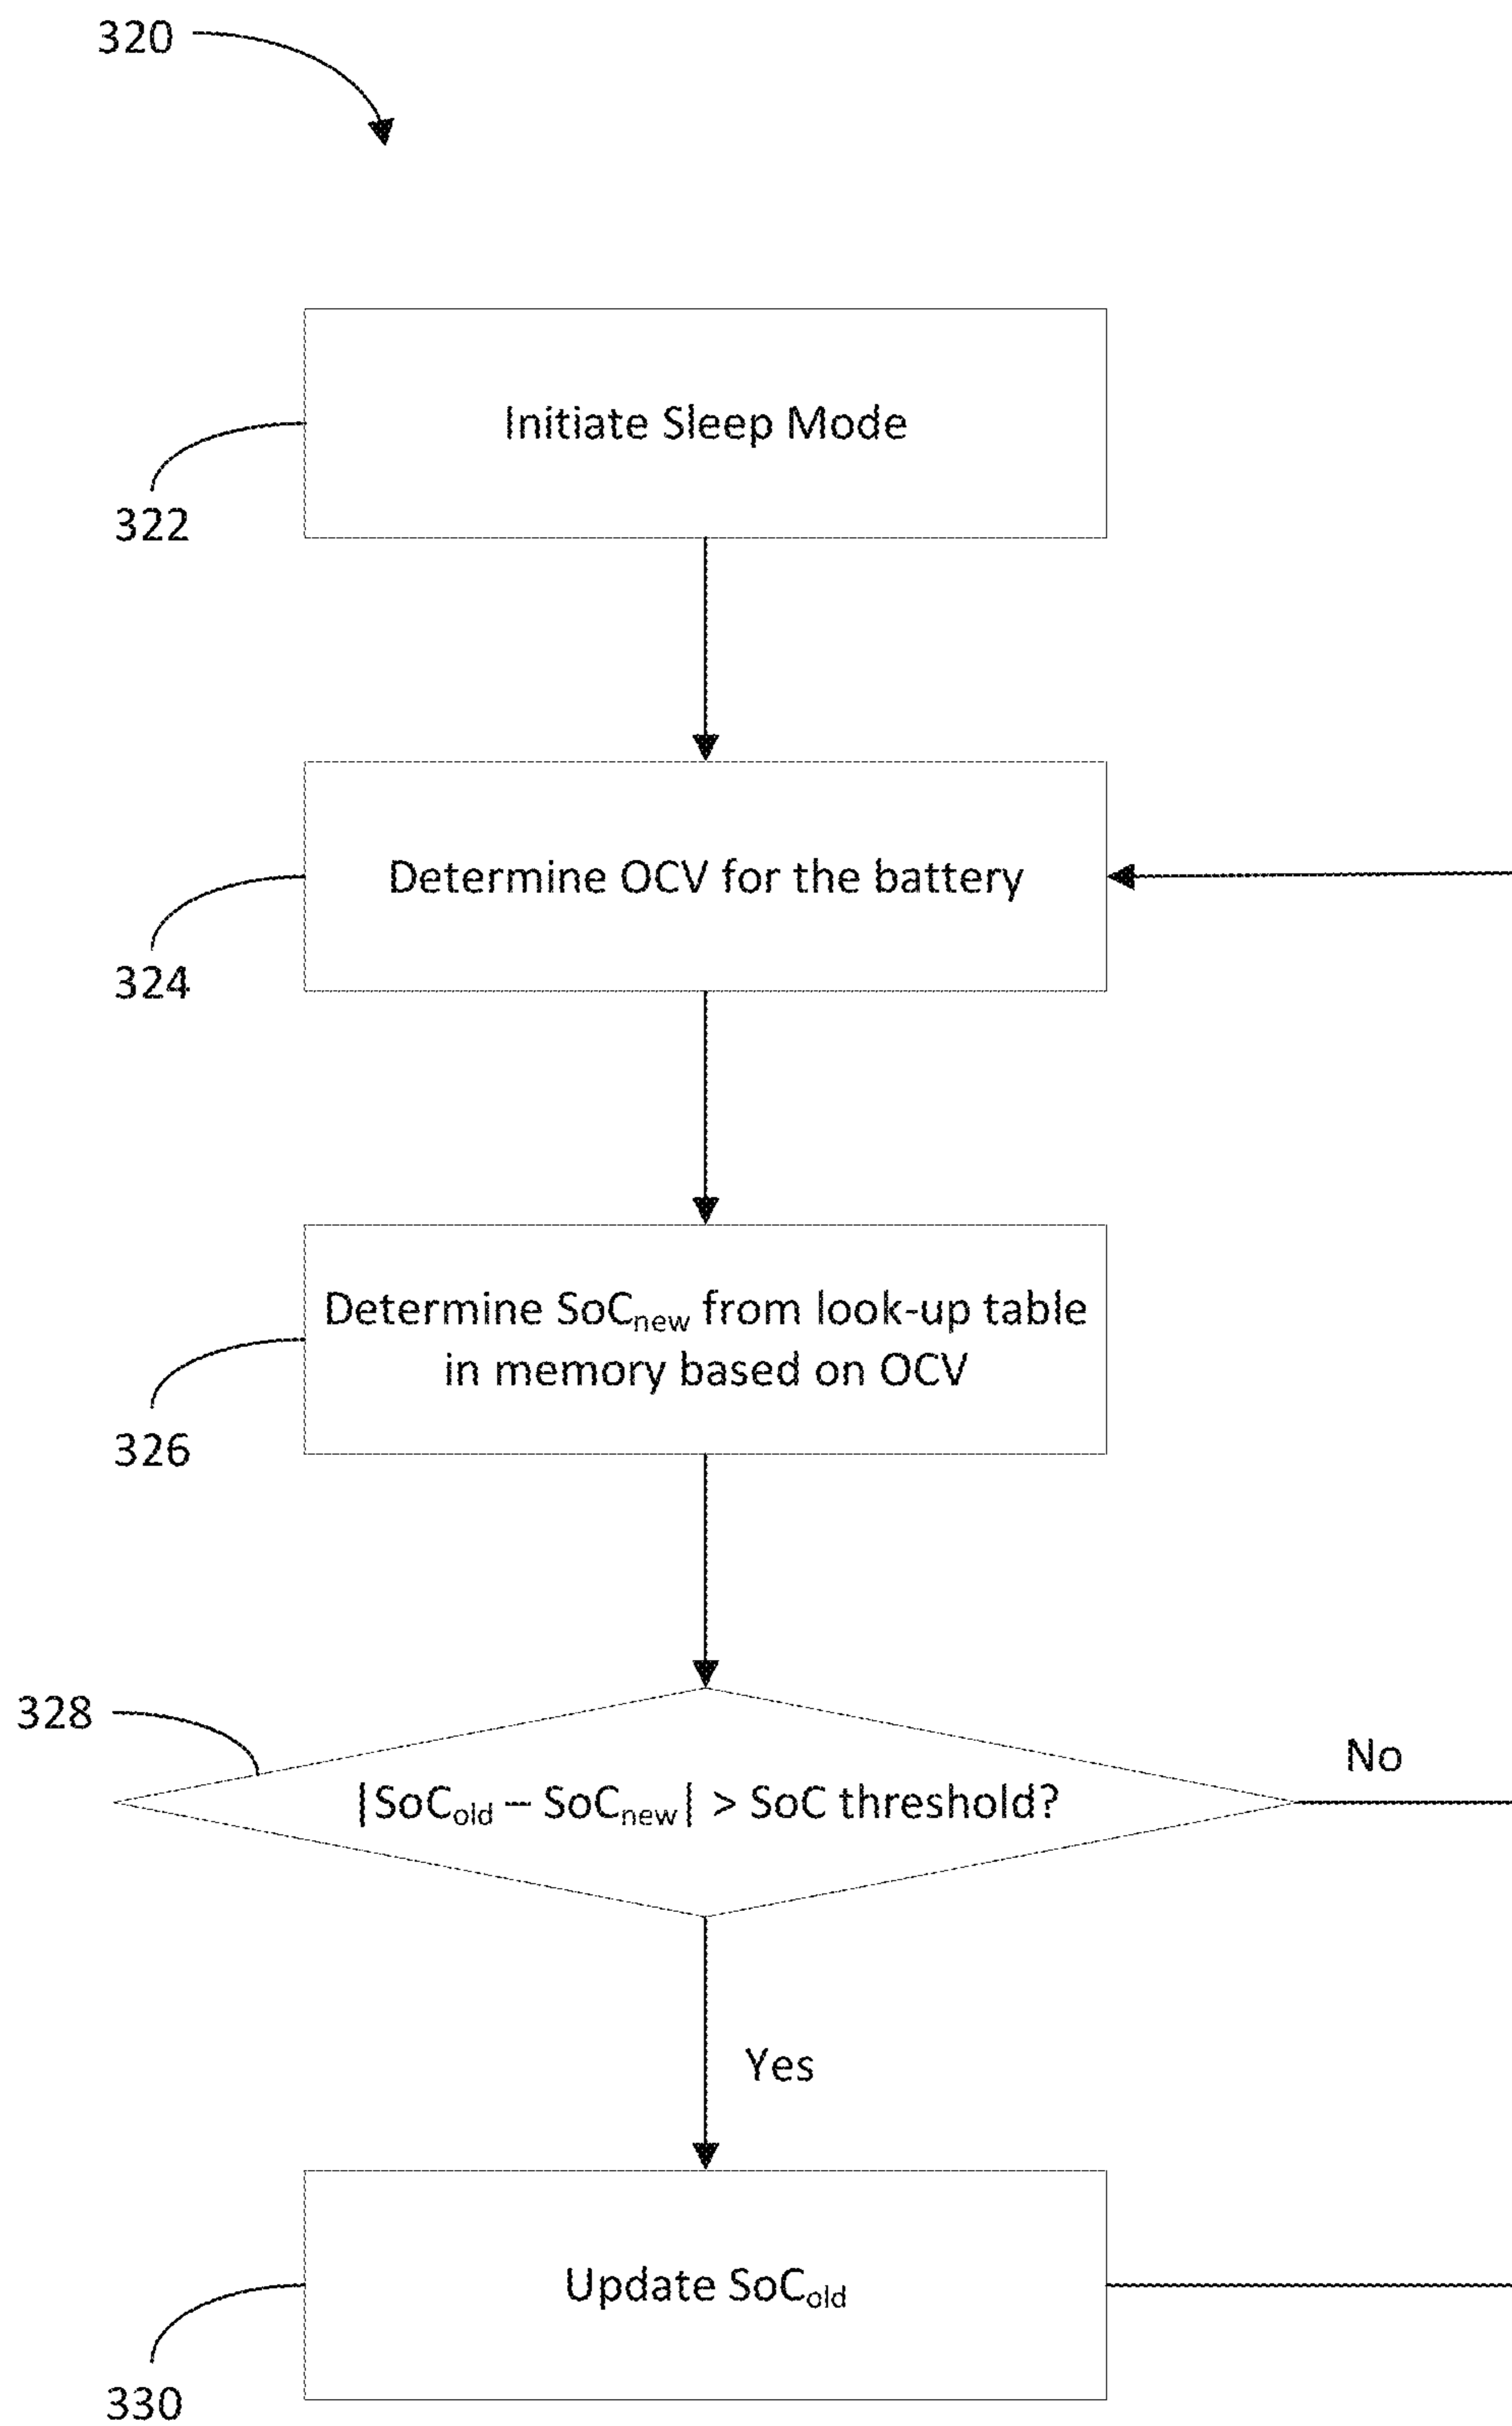 320
Initiate Sleep Mode
322
Determine OCV for the battery
324
Determine SoCnew from look-up table
in memory based on OCV
326
328
|SoCold – SoCnew| > SoC threshold?
No
Yes
Update SoCold
330